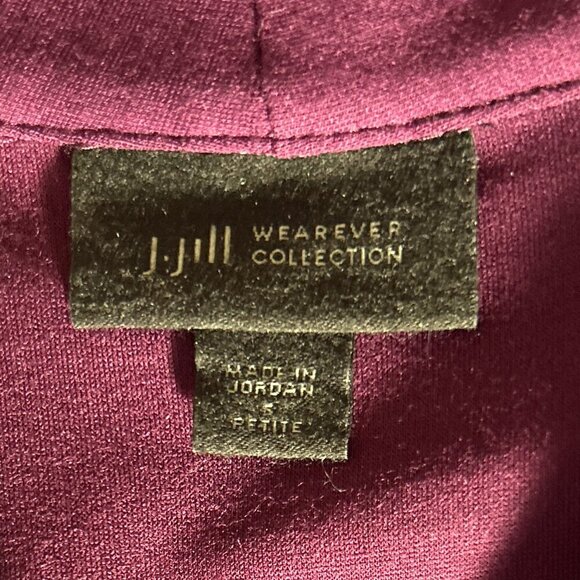 J.Jill WEAREVER
COLLECTION
MADE IN
JORDAN
S
PETITE